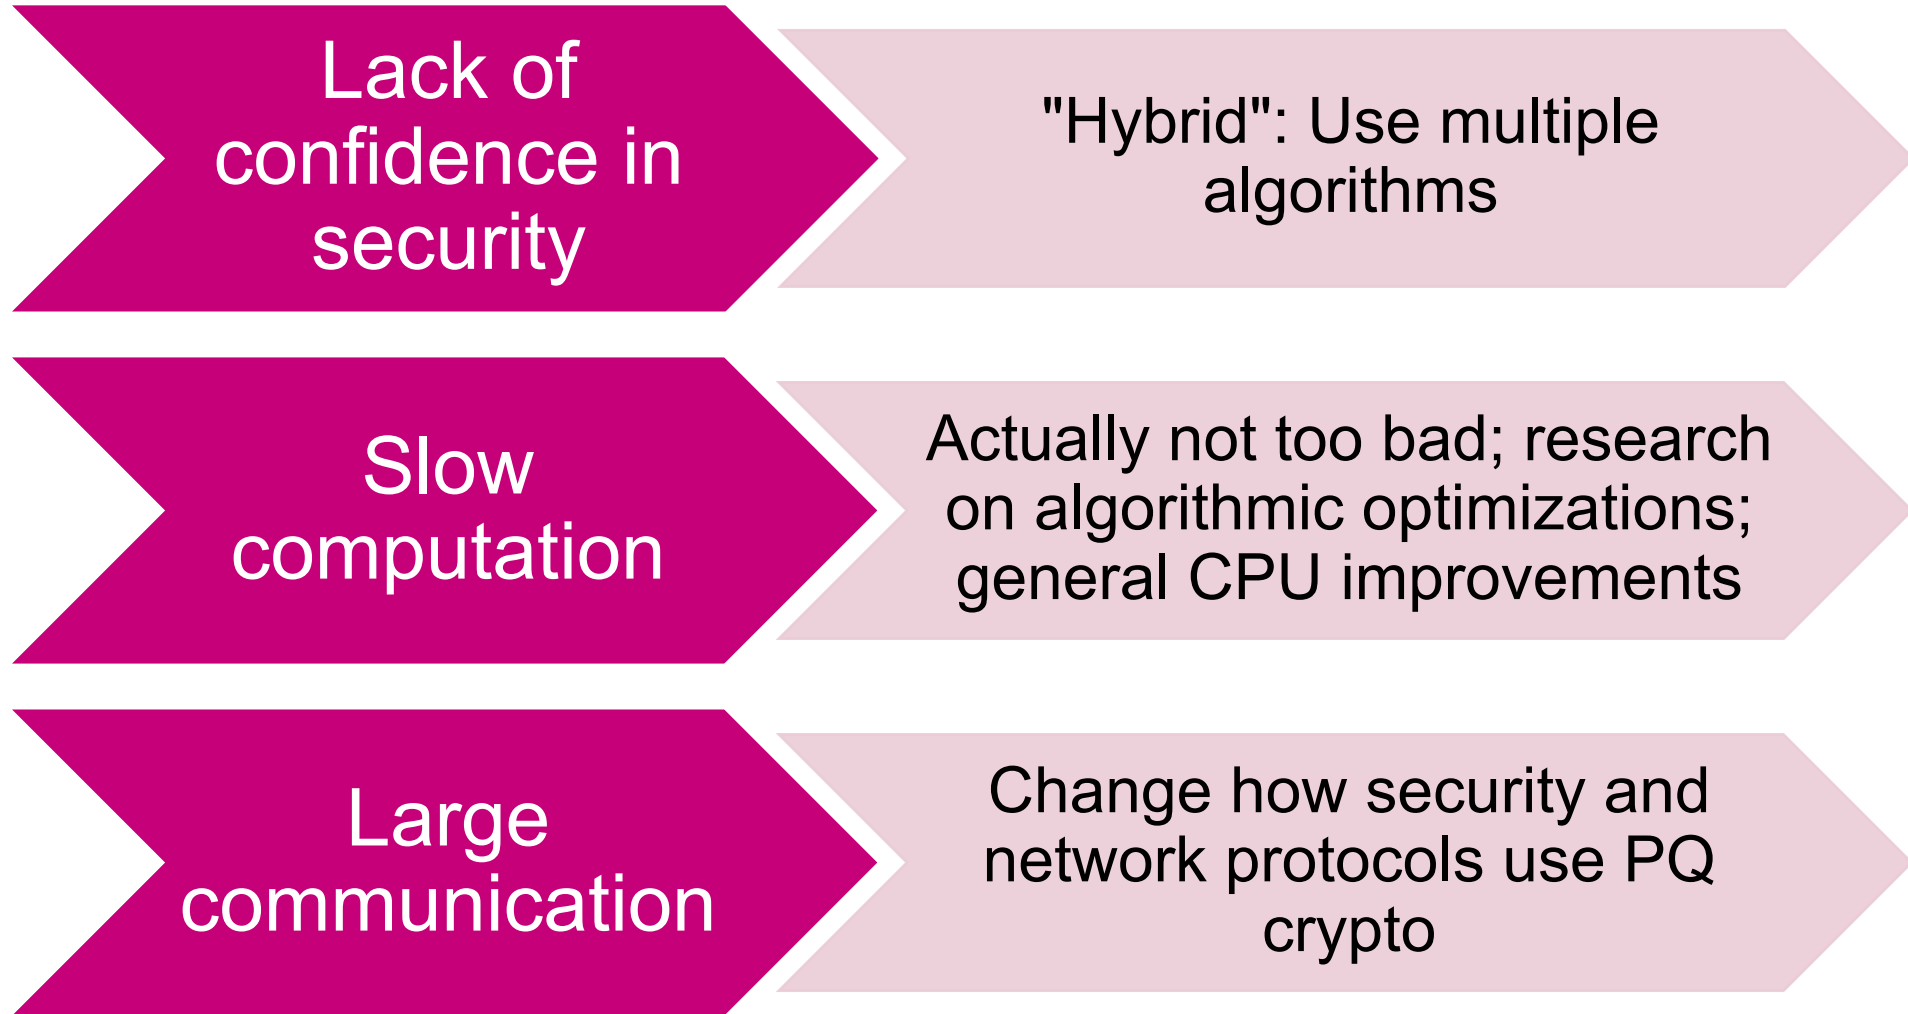 Lack of
confidence in
security
"Hybrid": Use multiple
algorithms
Slow
computation
Actually not too bad; research
on algorithmic optimizations;
general CPU improvements
Large
communication
Change how security and
network protocols use PQ
crypto